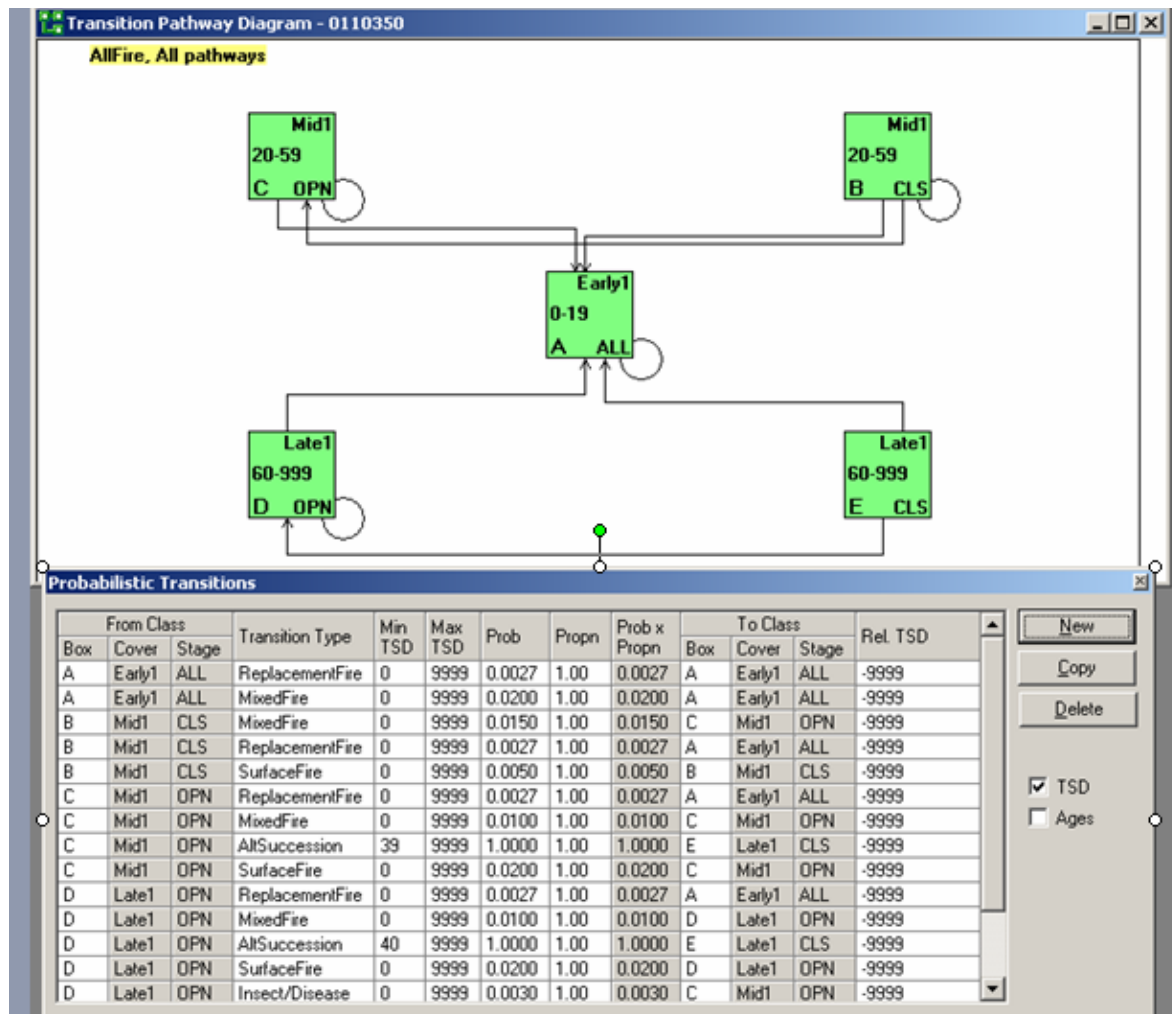 Transition Pathway Diagram - 0110350
AllFire, All pathways
Mid1
20-59
C OPN
Mid1
20-59
B CLS
Early1
0-19
A ALL
Late1
60-999
D OPN
Late1
60-999
E CLS
Probabilistic Transitions
From Class Transition Type Min TSD Max TSD Prob Propn Prob x Propn To Class Rel. TSD
Box Cover Stage Box Cover Stage
A Early1 ALL ReplacementFire 0 9999 0.0027 1.00 0.0027 A Early1 ALL -9999
A Early1 ALL MixedFire 0 9999 0.0200 1.00 0.0200 A Early1 ALL -9999
B Mid1 CLS MixedFire 0 9999 0.0150 1.00 0.0150 C Mid1 OPN -9999
B Mid1 CLS ReplacementFire 0 9999 0.0027 1.00 0.0027 A Early1 ALL -9999
B Mid1 CLS SurfaceFire 0 9999 0.0050 1.00 0.0050 B Mid1 CLS -9999
C Mid1 OPN ReplacementFire 0 9999 0.0027 1.00 0.0027 A Early1 ALL -9999
C Mid1 OPN MixedFire 0 9999 0.0100 1.00 0.0100 C Mid1 OPN -9999
C Mid1 OPN AltSuccession 39 9999 1.0000 1.00 1.0000 E Late1 CLS -9999
C Mid1 OPN SurfaceFire 0 9999 0.0200 1.00 0.0200 C Mid1 OPN -9999
D Late1 OPN ReplacementFire 0 9999 0.0027 1.00 0.0027 A Early1 ALL -9999
D Late1 OPN MixedFire 0 9999 0.0100 1.00 0.0100 D Late1 OPN -9999
D Late1 OPN AltSuccession 40 9999 1.0000 1.00 1.0000 E Late1 CLS -9999
D Late1 OPN SurfaceFire 0 9999 0.0200 1.00 0.0200 D Late1 OPN -9999
D Late1 OPN Insect/Disease 0 9999 0.0030 1.00 0.0030 C Mid1 OPN -9999
New
Copy
Delete
TSD
Ages